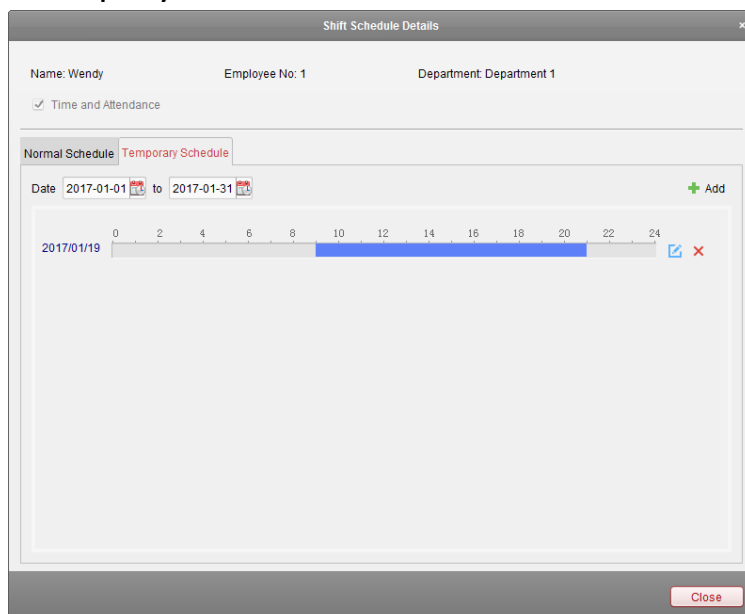 Shift Schedule Details ×
Name: Wendy Employee No: 1 Department: Department 1
Time and Attendance
Normal Schedule Temporary Schedule
Date 2017-01-01 to 2017-01-31 Add
0 2 4 6 8 10 12 14 16 18 20 22 24
2017/01/19
Close